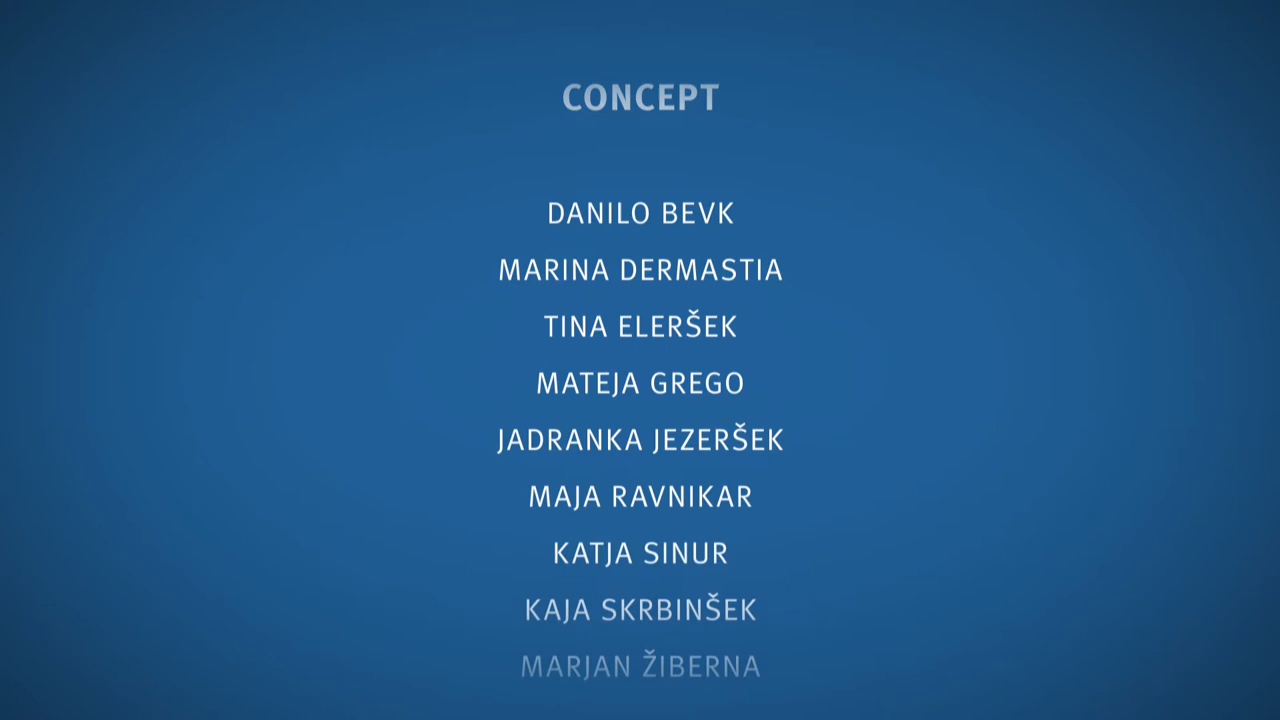 CONCEPT
DANILO BEVK
MARINA DERMASTIA
TINA ELERŠEK
MATEJA GREGO
JADRANKA JEZERŠEK
MAJA RAVNIKAR
KATJA SINUR
KAJA SKRBINŠEK
MARJAN ŽIBERNA